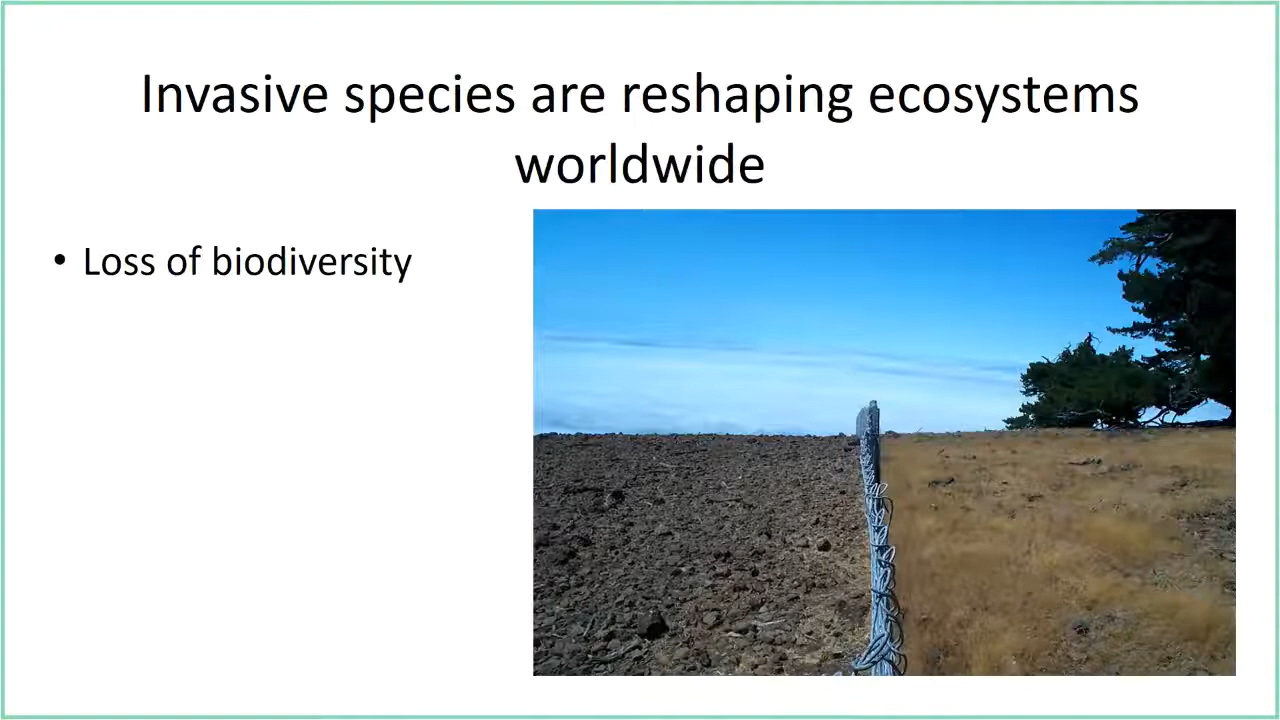 Invasive species are reshaping ecosystems
worldwide
• Loss of biodiversity